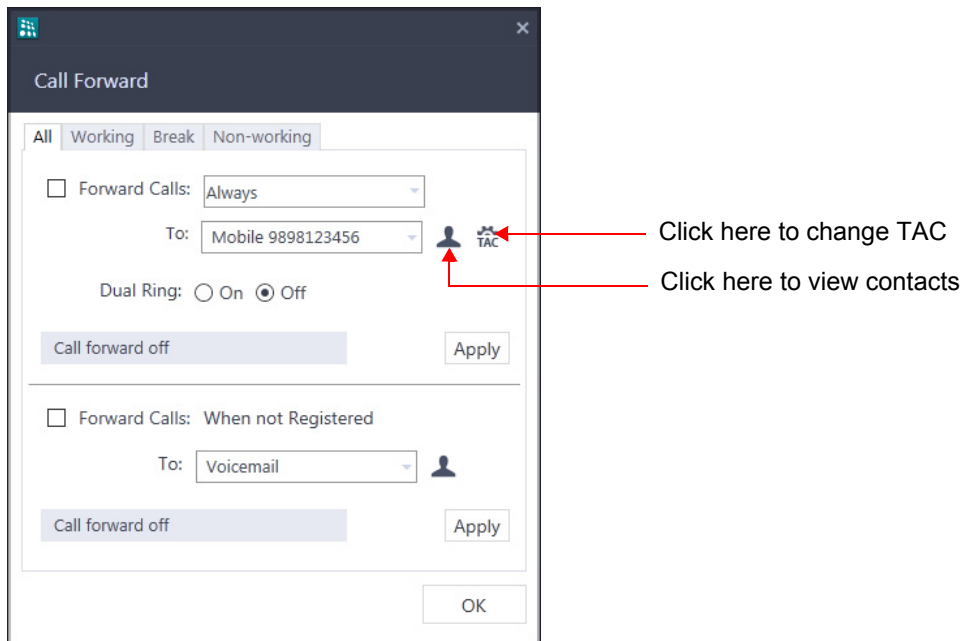 Call Forward
All Working Break Non-working
Forward Calls: Always
To: Mobile 9898123456 TAC Click here to change TAC
Click here to view contacts
Dual Ring: On Off
Call forward off Apply
Forward Calls: When not Registered
To: Voicemail
Call forward off Apply
OK